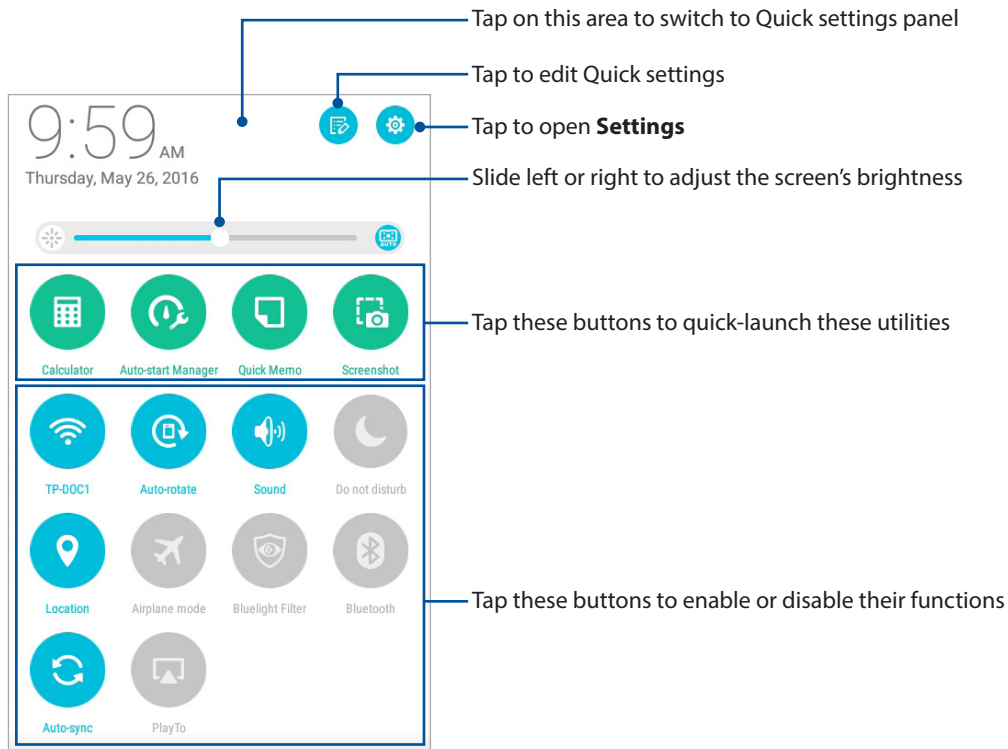 Tap on this area to switch to Quick settings panel
Tap to edit Quick settings
Tap to open Settings
9:59 AM
Thursday, May 26, 2016
Slide left or right to adjust the screen's brightness
AUTO
Tap these buttons to quick-launch these utilities
Calculator Auto-start Manager Quick Memo Screenshot
TP-DOC1 Auto-rotate Sound Do not disturb
Location Airplane mode Bluelight Filter Bluetooth
Tap these buttons to enable or disable their functions
Auto-sync PlayTo